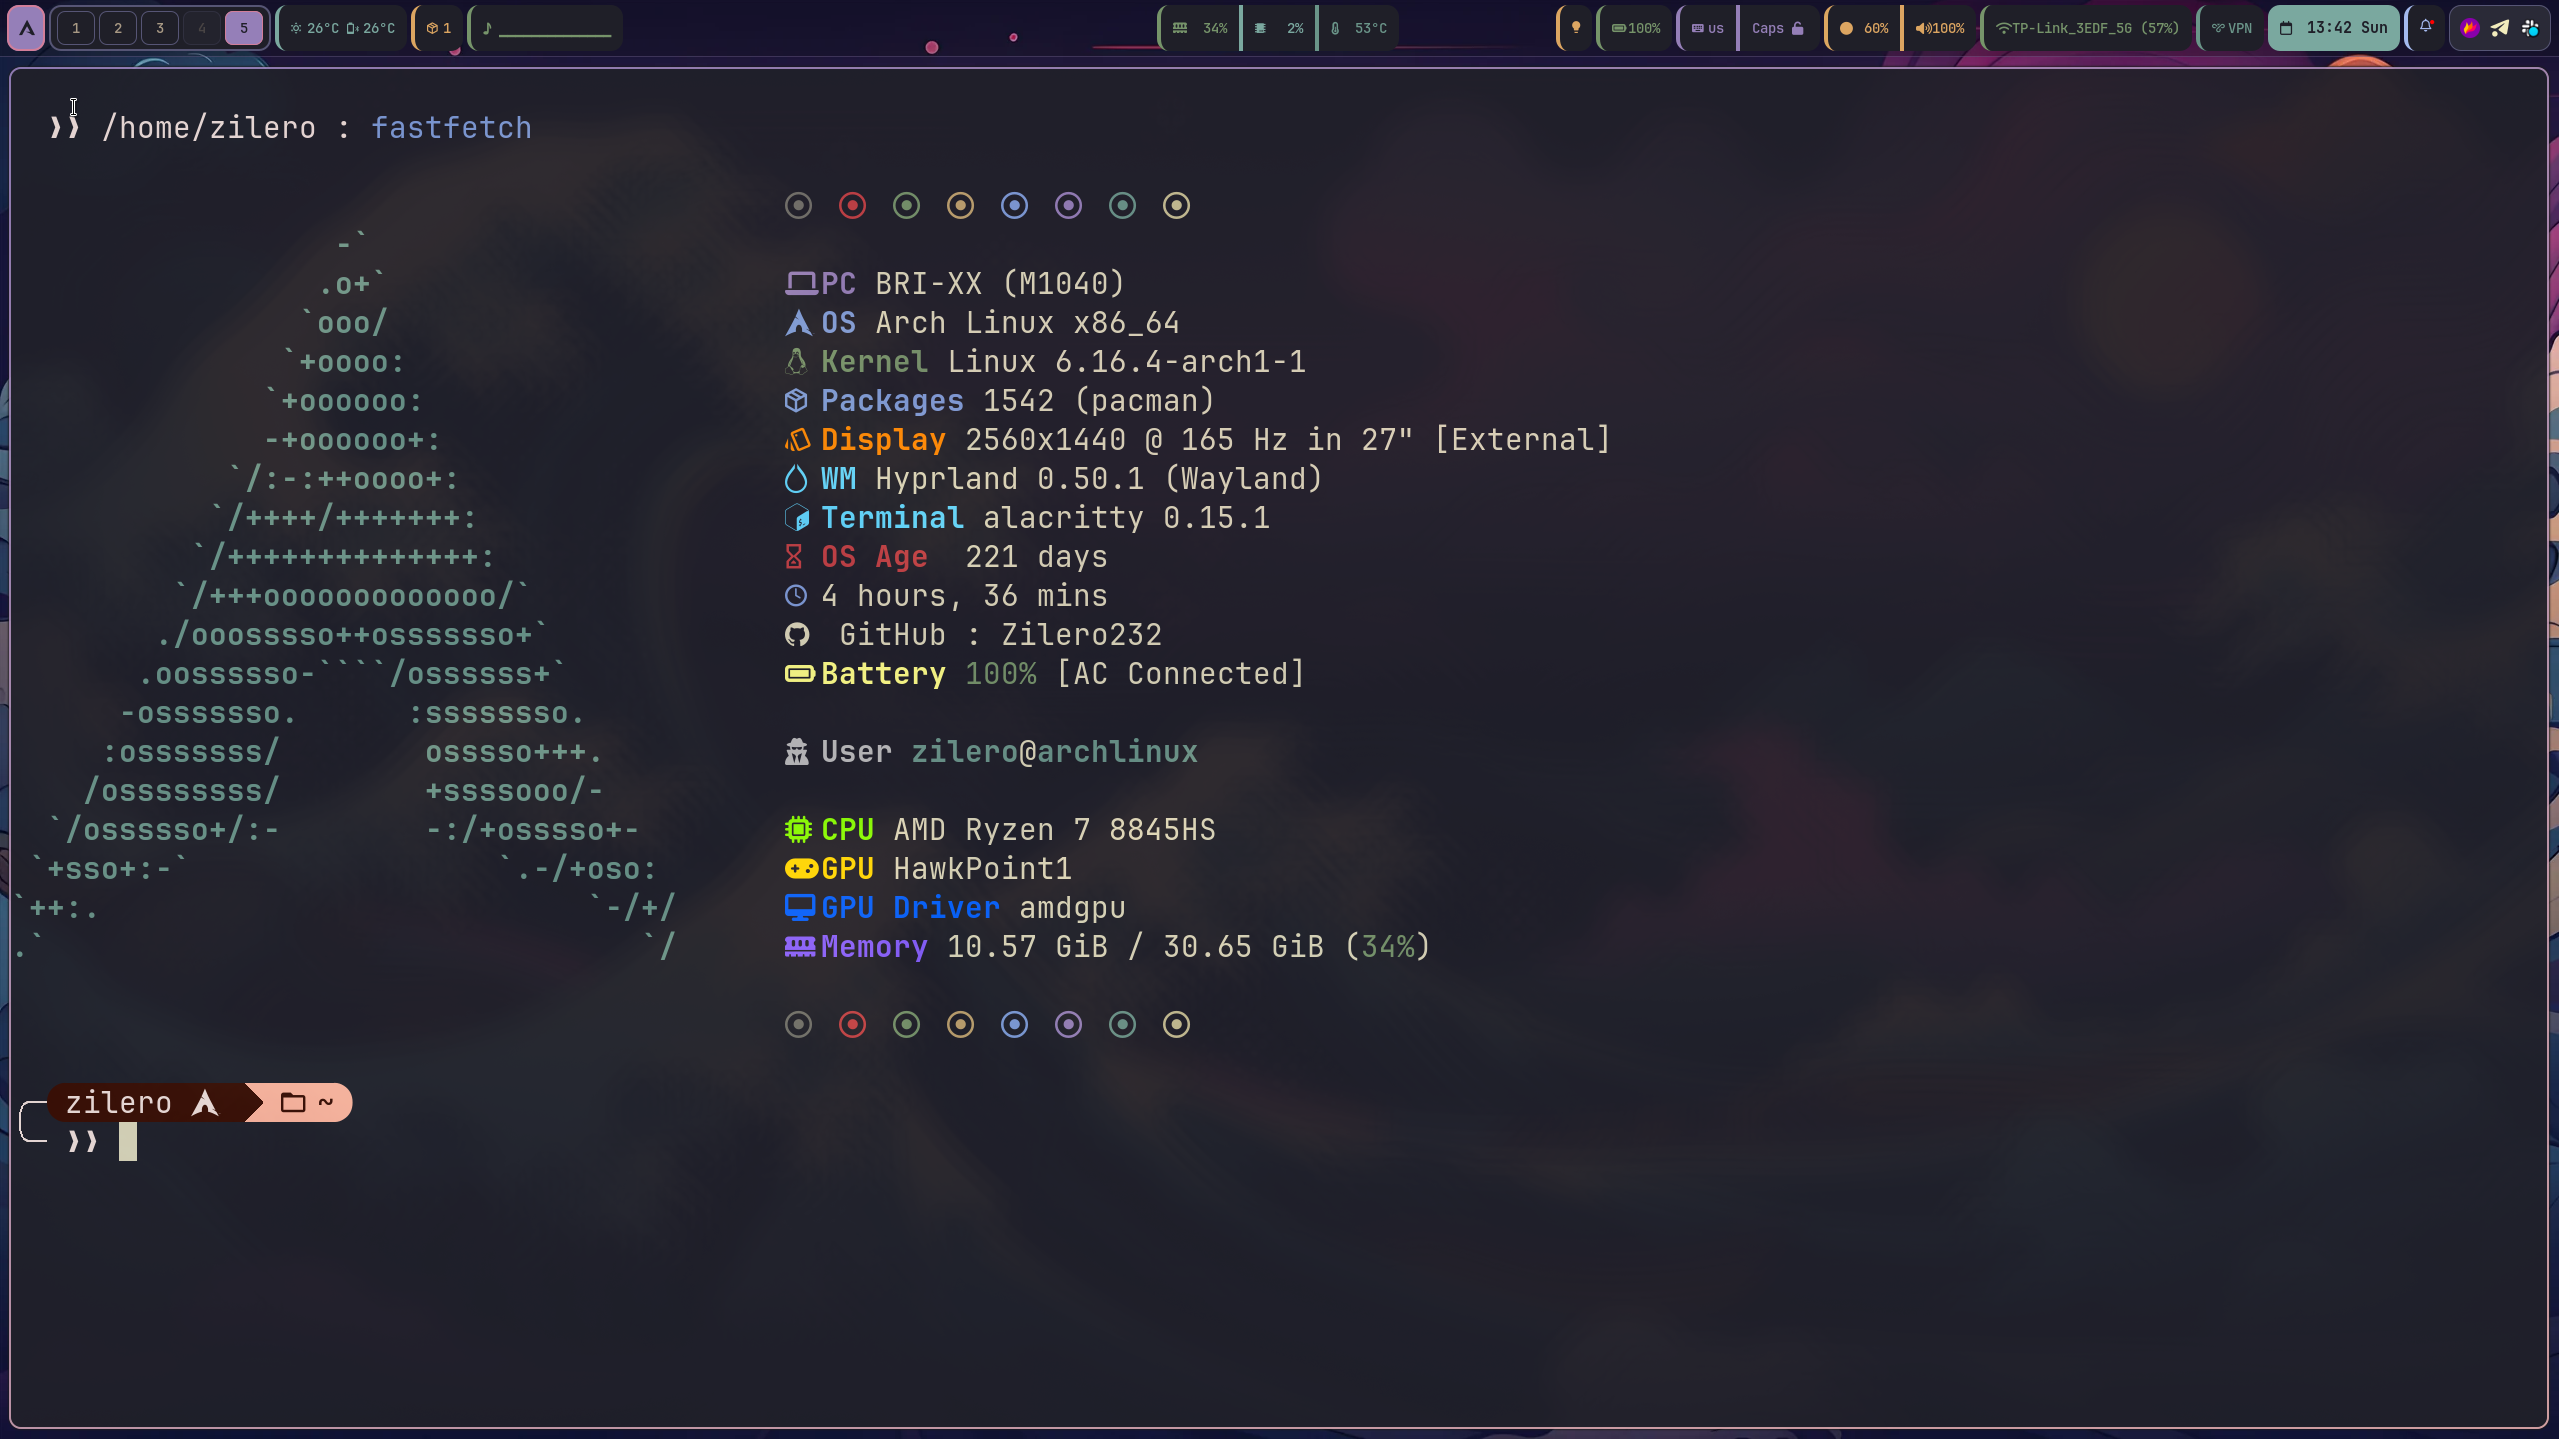 1 2 3 4 5 26°C 26°C 1 34% 2% 53°C 100% us Caps 60% 100% TP-Link_3EDF_5G (57%) VPN 13:42 Sun
❯❯ /home/zilero : fastfetch
-`
.o+`
`ooo/
`+oooo:
`+oooooo:
-+oooooo+:
`/:-:++oooo+:
`/++++/+++++++:
`/++++++++++++++:
`/+++ooooooooooooo/`
./ooosssso++osssssso+`
.oossssso-````/ossssss+`
-osssssso.      :ssssssso.
:osssssss/        osssso+++.
/ossssssss/        +ssssooo/-
`/ossssso+/:-        -:/+osssso+-
`+sso+:-`                 `.-/+oso:
`++:.                           `-/+/
.`                                  `/
PC BRI-XX (M1040)
OS Arch Linux x86_64
Kernel Linux 6.16.4-arch1-1
Packages 1542 (pacman)
Display 2560x1440 @ 165 Hz in 27" [External]
WM Hyprland 0.50.1 (Wayland)
Terminal alacritty 0.15.1
OS Age 221 days
4 hours, 36 mins
GitHub : Zilero232
Battery 100% [AC Connected]
User zilero@archlinux
CPU AMD Ryzen 7 8845HS
GPU HawkPoint1
GPU Driver amdgpu
Memory 10.57 GiB / 30.65 GiB (34%)
zilero ~
❯❯